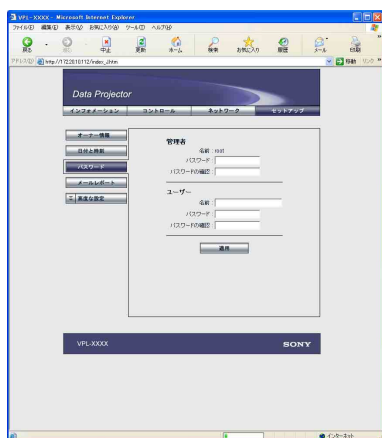 VPL-XXXX - Microsoft Internet Explorer
ファイル(F) 編集(E) 表示(V) お気に入り(A) ツール(T) ヘルプ(H)
戻る 中止 更新 ホーム 検索 お気に入り 履歴 メール 印刷
アドレス(D) 移動 リンク
Data Projector
インフォメーション コントロール ネットワーク セットアップ
オーナー情報
日付と時刻
パスワード
メールレポート
高度な設定
管理者
名前 : root
パスワード :
パスワードの確認 :
ユーザー
名前 :
パスワード :
パスワードの確認 :
適用
VPL-XXXX SONY
インターネット